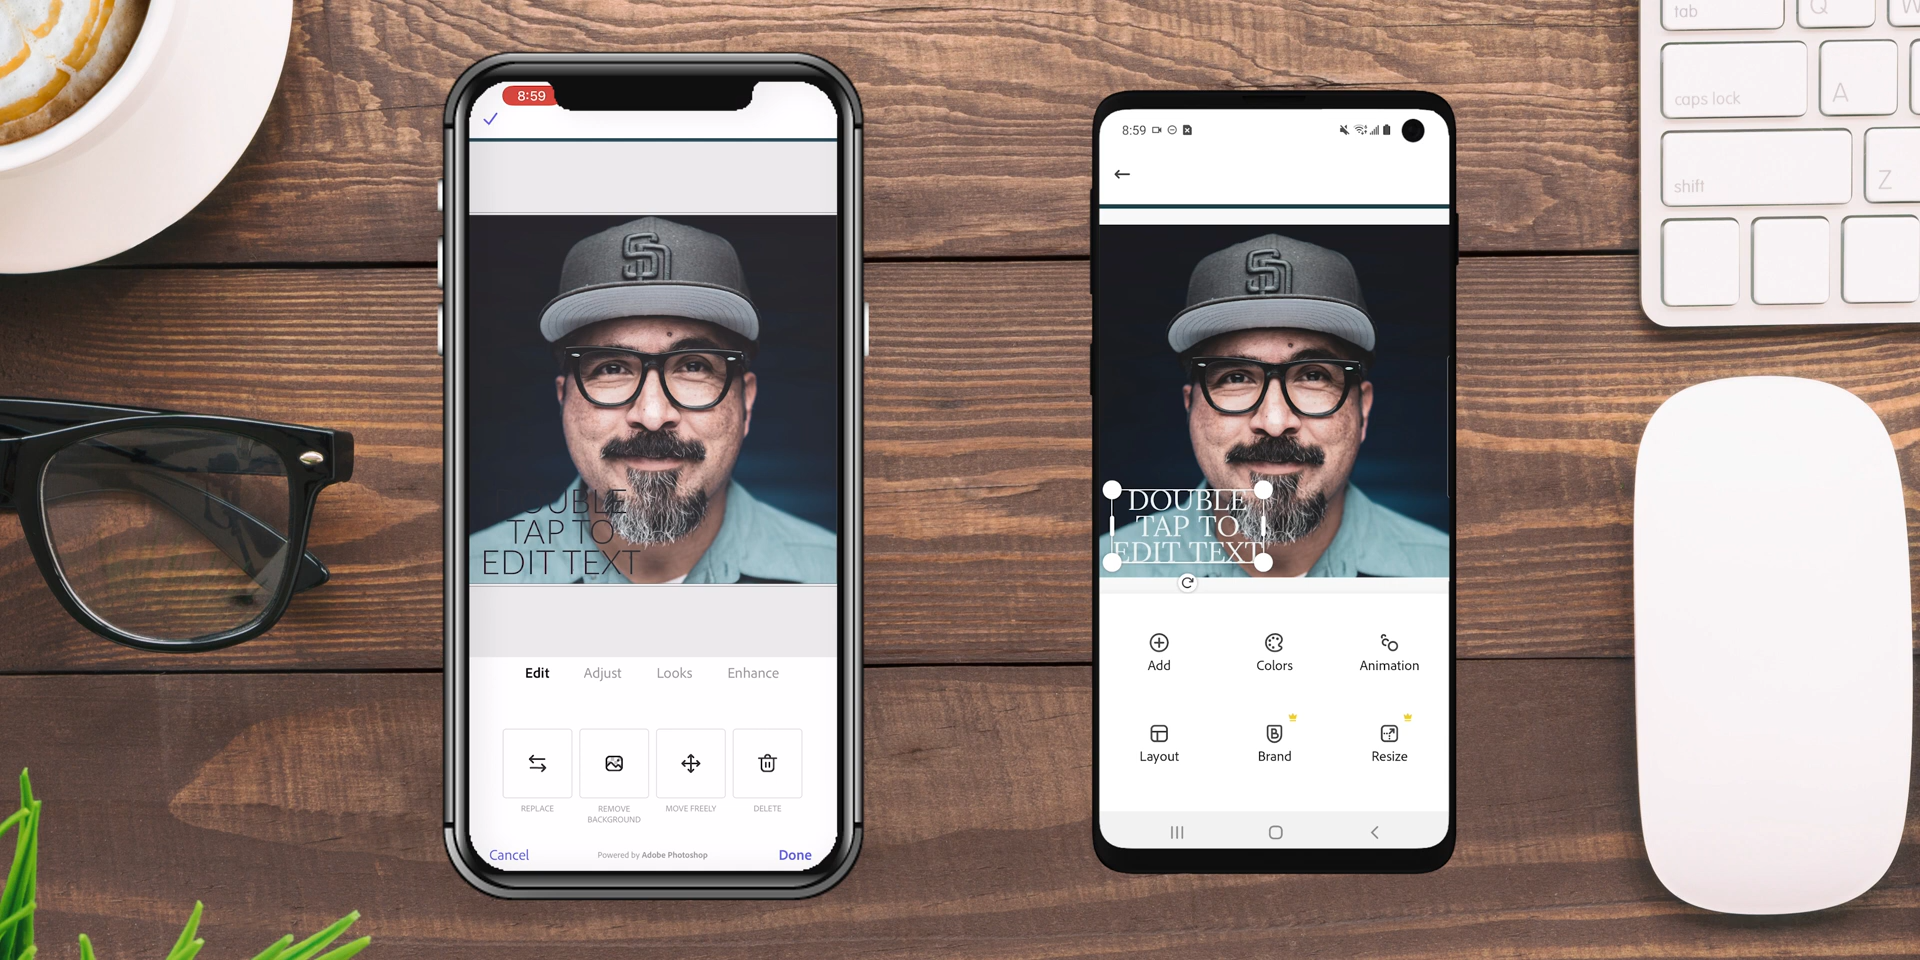 8:59
DOUBLE
TAP TO
EDIT TEXT
Edit Adjust Looks Enhance
REPLACE
REMOVE
BACKGROUND
MOVE FREELY
DELETE
Cancel
Powered by Adobe Photoshop
Done
SD
8:59
SD
DOUBLE
TAP TO
EDIT TEXT
Add Colors Animation
Layout Brand Resize
tab Q W
caps lock A
shift Z